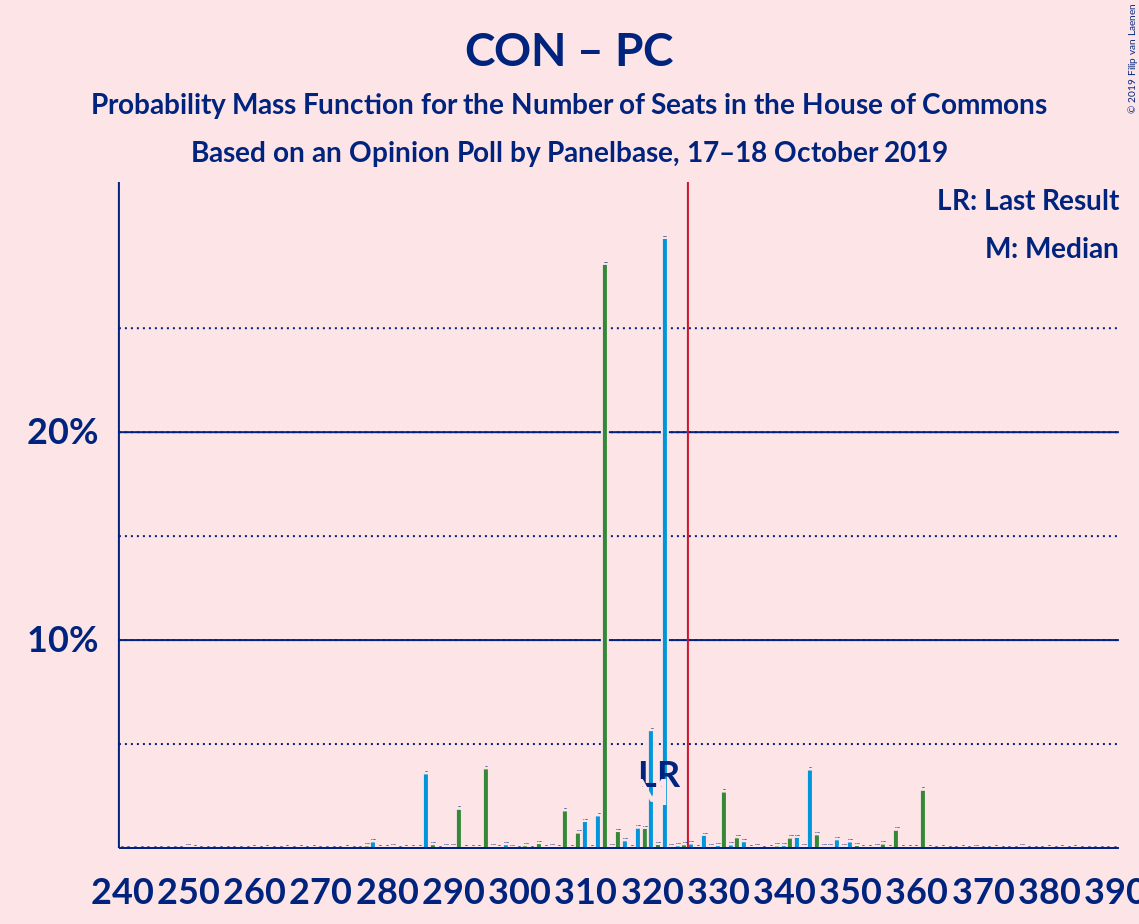 CON – PC
Probability Mass Function for the Number of Seats in the House of Commons
Based on an Opinion Poll by Panelbase, 17–18 October 2019
© 2019 Filip van Laenen
LR: Last Result
M: Median
20%
10%
LR
240 250 260 270 280 290 300 310 320 330 340 350 360 370 380 390